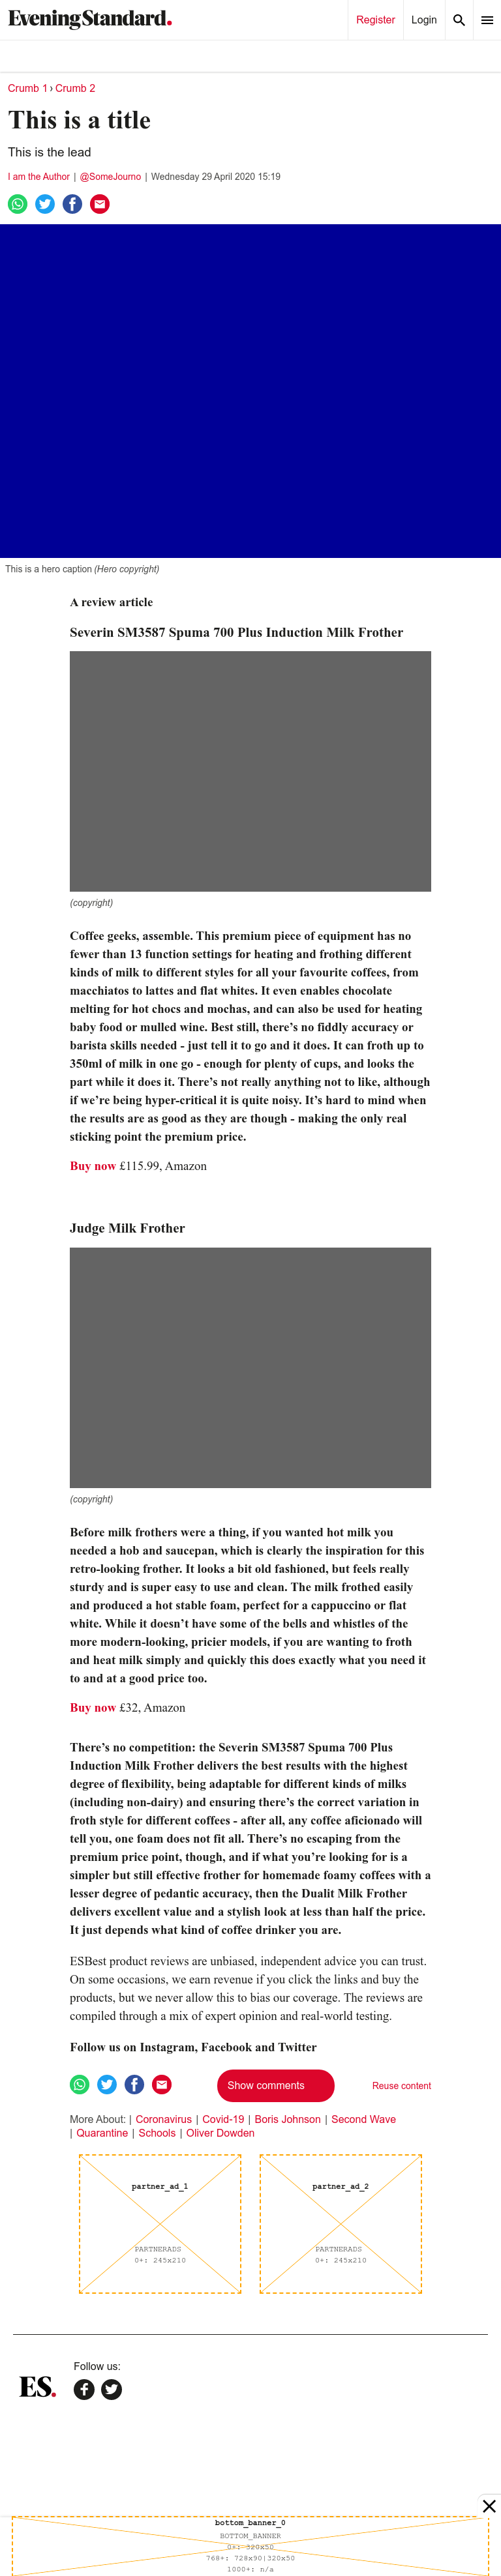 EveningStandard.
Register
Login
Crumb 1 › Crumb 2
This is a title
This is the lead
I am the Author | @SomeJourno | Wednesday 29 April 2020 15:19
This is a hero caption (Hero copyright)
A review article
Severin SM3587 Spuma 700 Plus Induction Milk Frother
(copyright)
Coffee geeks, assemble. This premium piece of equipment has no
fewer than 13 function settings for heating and frothing different
kinds of milk to different styles for all your favourite coffees, from
macchiatos to lattes and flat whites. It even enables chocolate
melting for hot chocs and mochas, and can also be used for heating
baby food or mulled wine. Best still, there’s no fiddly accuracy or
barista skills needed - just tell it to go and it does. It can froth up to
350ml of milk in one go - enough for plenty of cups, and looks the
part while it does it. There’s not really anything not to like, although
if we’re being hyper-critical it is quite noisy. It’s hard to mind when
the results are as good as they are though - making the only real
sticking point the premium price.
Buy now £115.99, Amazon
Judge Milk Frother
(copyright)
Before milk frothers were a thing, if you wanted hot milk you
needed a hob and saucepan, which is clearly the inspiration for this
retro-looking frother. It looks a bit old fashioned, but feels really
sturdy and is super easy to use and clean. The milk frothed easily
and produced a hot stable foam, perfect for a cappuccino or flat
white. While it doesn’t have some of the bells and whistles of the
more modern-looking, pricier models, if you are wanting to froth
and heat milk simply and quickly this does exactly what you need it
to and at a good price too.
Buy now £32, Amazon
There’s no competition: the Severin SM3587 Spuma 700 Plus
Induction Milk Frother delivers the best results with the highest
degree of flexibility, being adaptable for different kinds of milks
(including non-dairy) and ensuring there’s the correct variation in
froth style for different coffees - after all, any coffee aficionado will
tell you, one foam does not fit all. There’s no escaping from the
premium price point, though, and if what you’re looking for is a
simpler but still effective frother for homemade foamy coffees with a
lesser degree of pedantic accuracy, then the Dualit Milk Frother
delivers excellent value and a stylish look at less than half the price.
It just depends what kind of coffee drinker you are.
ESBest product reviews are unbiased, independent advice you can trust.
On some occasions, we earn revenue if you click the links and buy the
products, but we never allow this to bias our coverage. The reviews are
compiled through a mix of expert opinion and real-world testing.
Follow us on Instagram, Facebook and Twitter
Show comments
Reuse content
More About: | Coronavirus | Covid-19 | Boris Johnson | Second Wave
| Quarantine | Schools | Oliver Dowden
partner_ad_1
PARTNERADS
0+: 245x210
partner_ad_2
PARTNERADS
0+: 245x210
ES.
Follow us:
bottom_banner_0
BOTTOM_BANNER
0+: 320x50
768+: 728x90|320x50
1000+: n/a